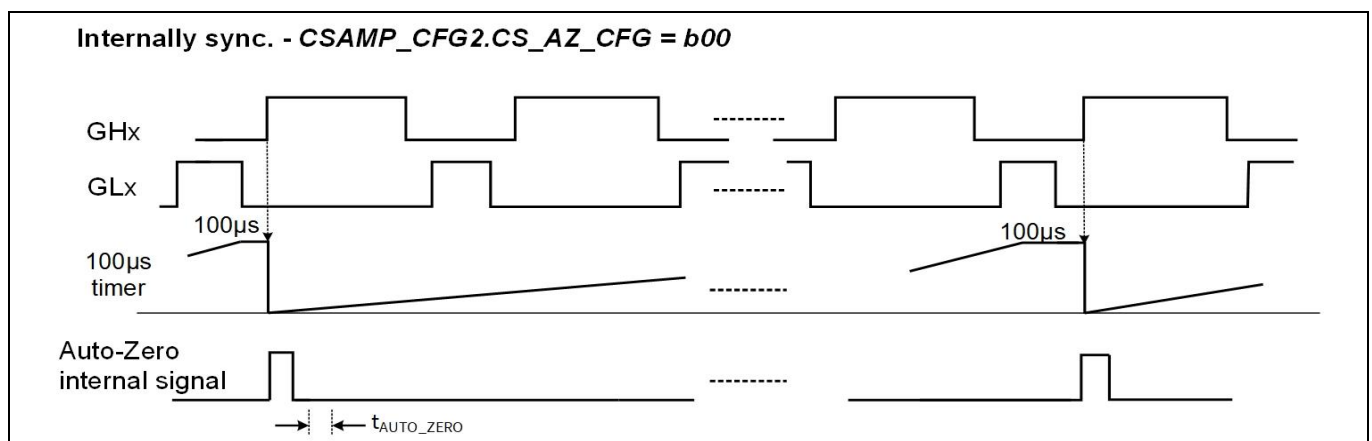 Internally sync. - CSAMP_CFG2.CS_AZ_CFG = b00
GHx
GLx
100µs
100µs
100µs
timer
Auto-Zero
internal signal
tAUTO_ZERO